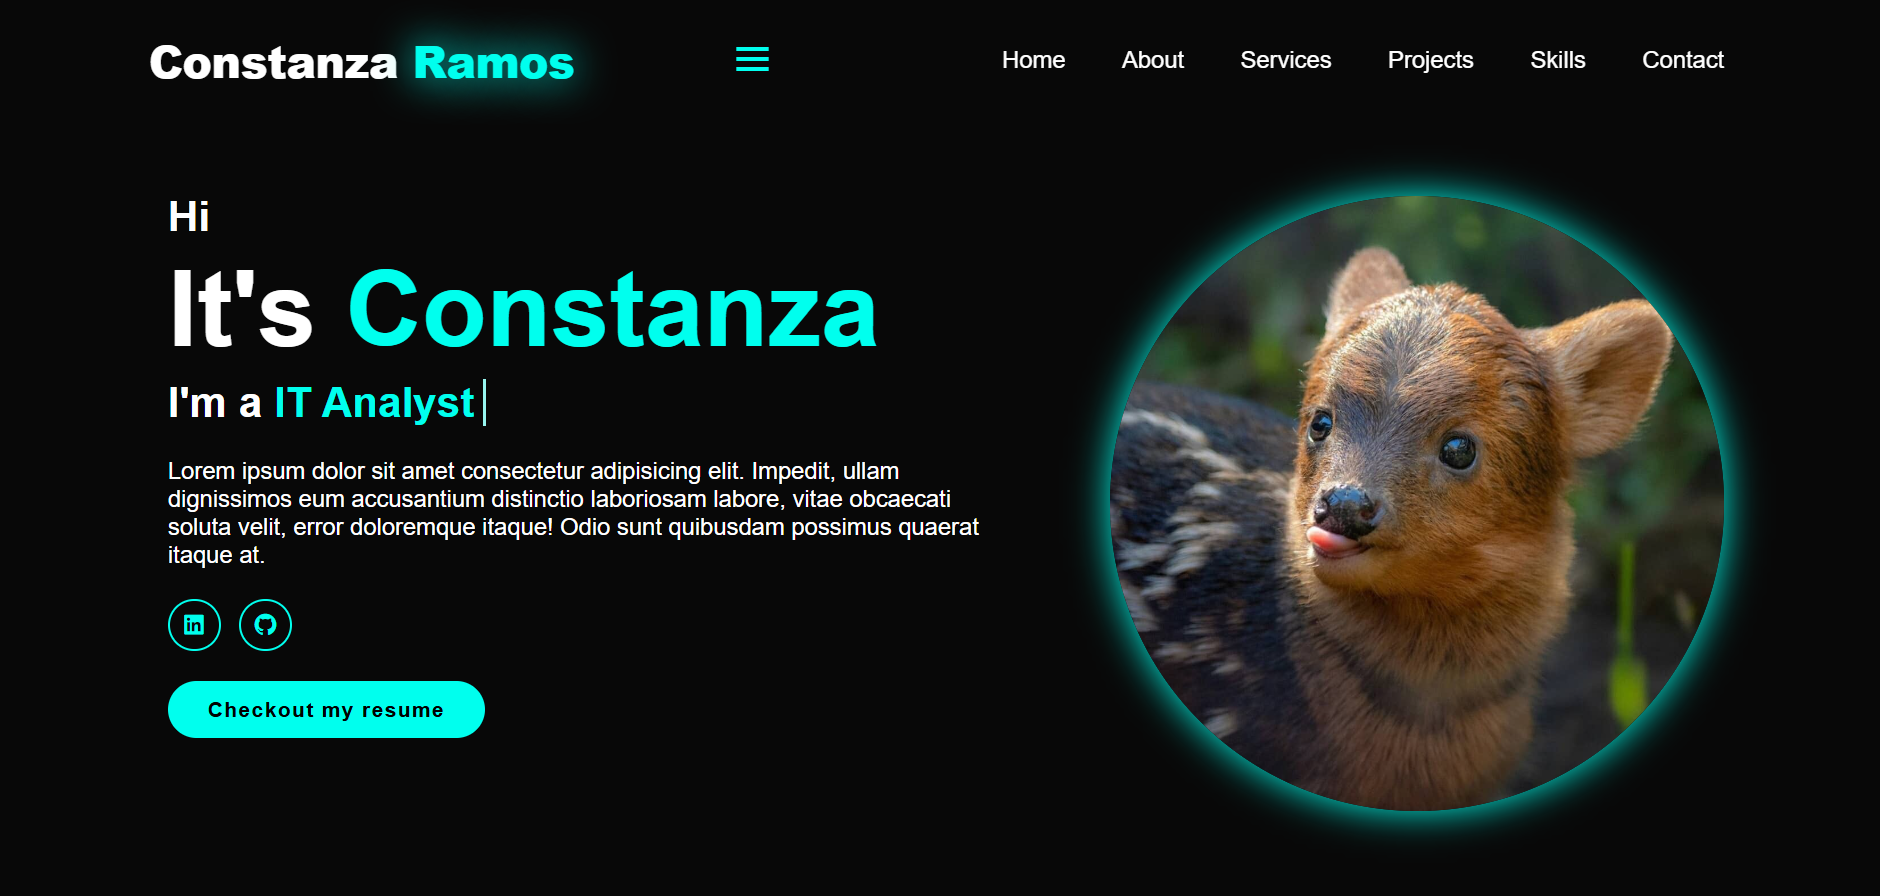 Constanza Ramos
Home About Services Projects Skills Contact
Hi
It's Constanza
I'm a IT Analyst
Lorem ipsum dolor sit amet consectetur adipisicing elit. Impedit, ullam
dignissimos eum accusantium distinctio laboriosam labore, vitae obcaecati
soluta velit, error doloremque itaque! Odio sunt quibusdam possimus quaerat
itaque at.
in
Checkout my resume